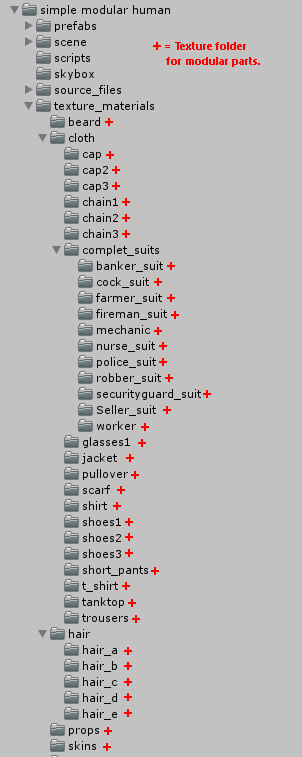 simple modular human
prefabs
scene
+ = Texture folder
for modular parts.
scripts
skybox
source_files
texture_materials
beard +
cloth
cap +
cap2 +
cap3 +
chain1 +
chain2 +
chain3 +
complet_suits
banker_suit +
cock_suit +
farmer_suit +
fireman_suit +
mechanic +
nurse_suit +
police_suit +
robber_suit +
securityguard_suit +
Seller_suit +
worker +
glasses1 +
jacket +
pullover +
scarf +
shirt +
shoes1 +
shoes2 +
shoes3 +
short_pants +
t_shirt +
tanktop +
trousers +
hair
hair_a +
hair_b +
hair_c +
hair_d +
hair_e +
props +
skins +